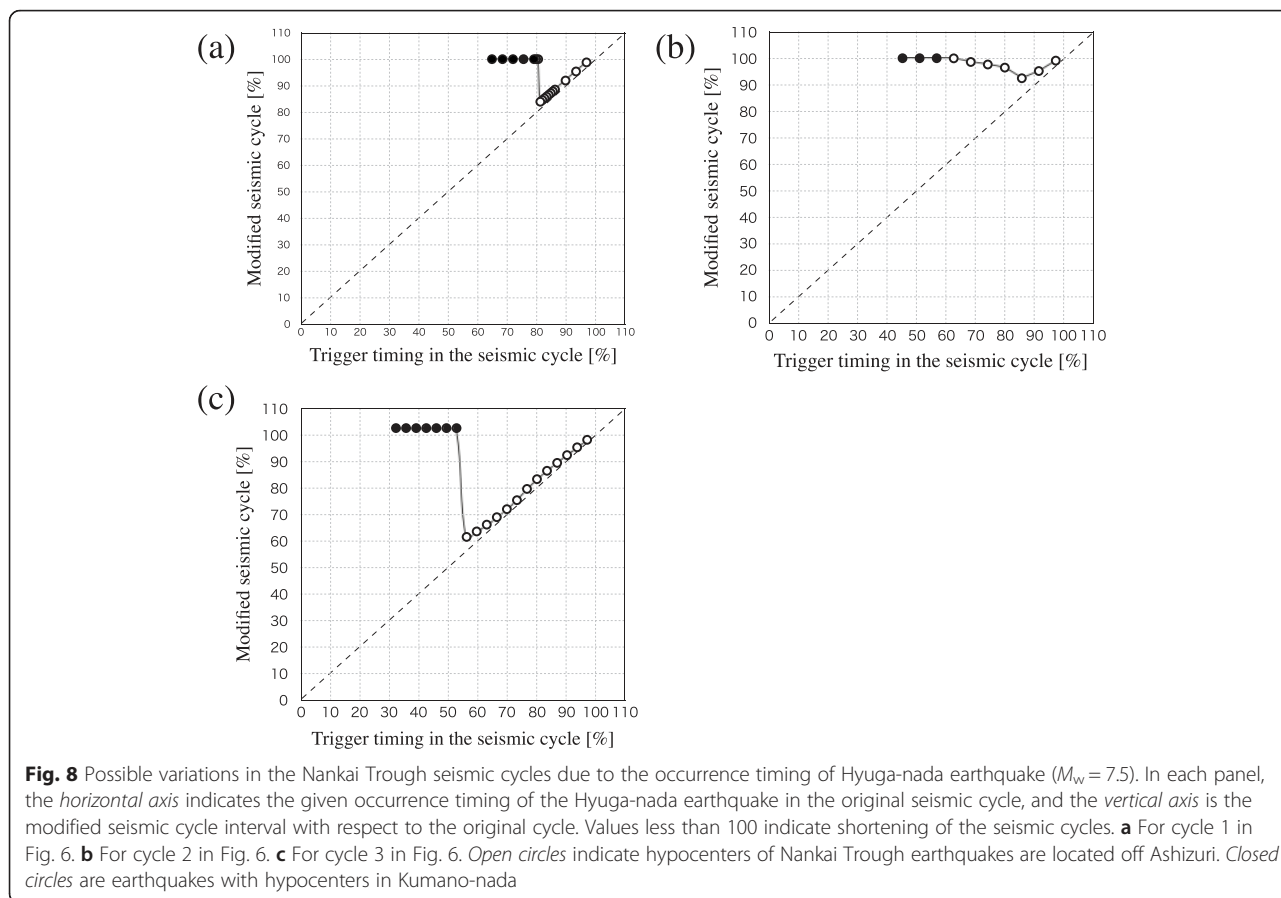 (a)
Modified seismic cycle [%]
110
100
90
80
70
60
50
40
30
20
10
0
0 10 20 30 40 50 60 70 80 90 100 110
Trigger timing in the seismic cycle [%]
(b)
Modified seismic cycle [%]
110
100
90
80
70
60
50
40
30
20
10
0
0 10 20 30 40 50 60 70 80 90 100 110
Trigger timing in the seismic cycle [%]
(c)
Modified seismic cycle [%]
110
100
90
80
70
60
50
40
30
20
10
0
0 10 20 30 40 50 60 70 80 90 100 110
Trigger timing in the seismic cycle [%]
Fig. 8 Possible variations in the Nankai Trough seismic cycles due to the occurrence timing of Hyuga-nada earthquake (Mw = 7.5). In each panel,
the horizontal axis indicates the given occurrence timing of the Hyuga-nada earthquake in the original seismic cycle, and the vertical axis is the
modified seismic cycle interval with respect to the original cycle. Values less than 100 indicate shortening of the seismic cycles. a For cycle 1 in
Fig. 6. b For cycle 2 in Fig. 6. c For cycle 3 in Fig. 6. Open circles indicate hypocenters of Nankai Trough earthquakes are located off Ashizuri. Closed
circles are earthquakes with hypocenters in Kumano-nada